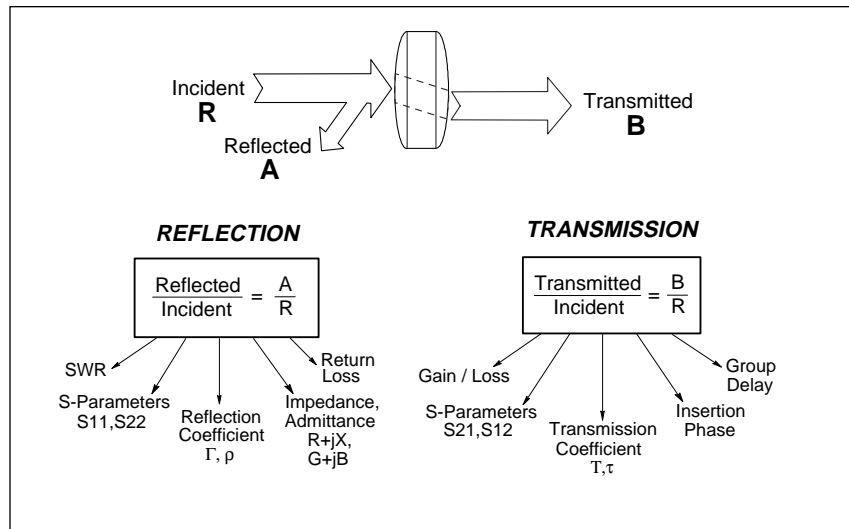 Incident
R
Reflected
A
Transmitted
B
REFLECTION
Reflected
Incident
=
A
R
SWR
S-Parameters
S11,S22
Reflection
Coefficient
Γ, ρ
Impedance,
Admittance
R+jX,
G+jB
Return
Loss
TRANSMISSION
Transmitted
Incident
=
B
R
Gain / Loss
S-Parameters
S21,S12
Transmission
Coefficient
Τ,τ
Insertion
Phase
Group
Delay